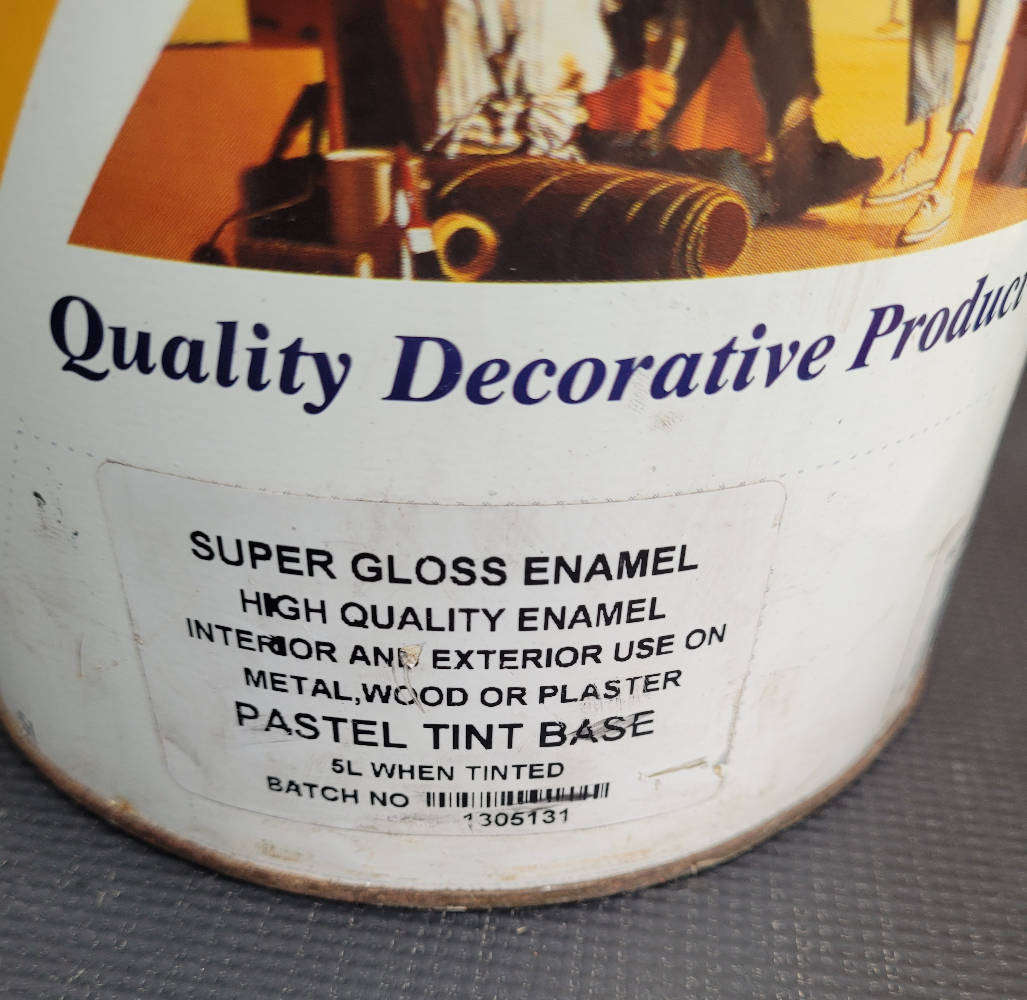 Quality Decorative Product
SUPER GLOSS ENAMEL
HIGH QUALITY ENAMEL
INTERIOR AND EXTERIOR USE ON
METAL,WOOD OR PLASTER
PASTEL TINT BASE
5L WHEN TINTED
BATCH NO
1305131